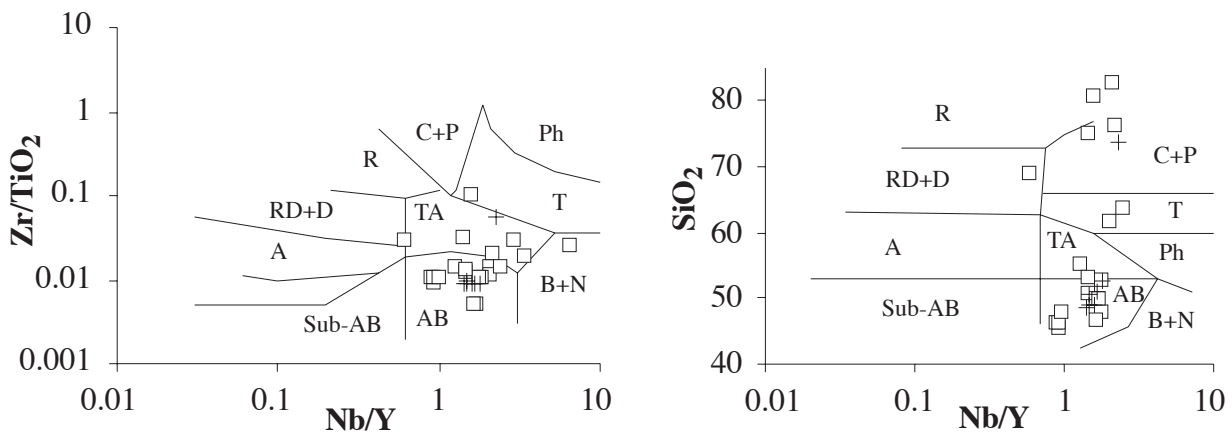 Zr/TiO2
10
1
0.1
0.01
0.001
C+P
Ph
R
T
TA
RD+D
A
B+N
Sub-AB
AB
0.01
0.1
1
10
Nb/Y
SiO2
80
70
60
50
40
R
C+P
RD+D
T
A
TA
Ph
AB
Sub-AB
B+N
0.01
0.1
1
10
Nb/Y